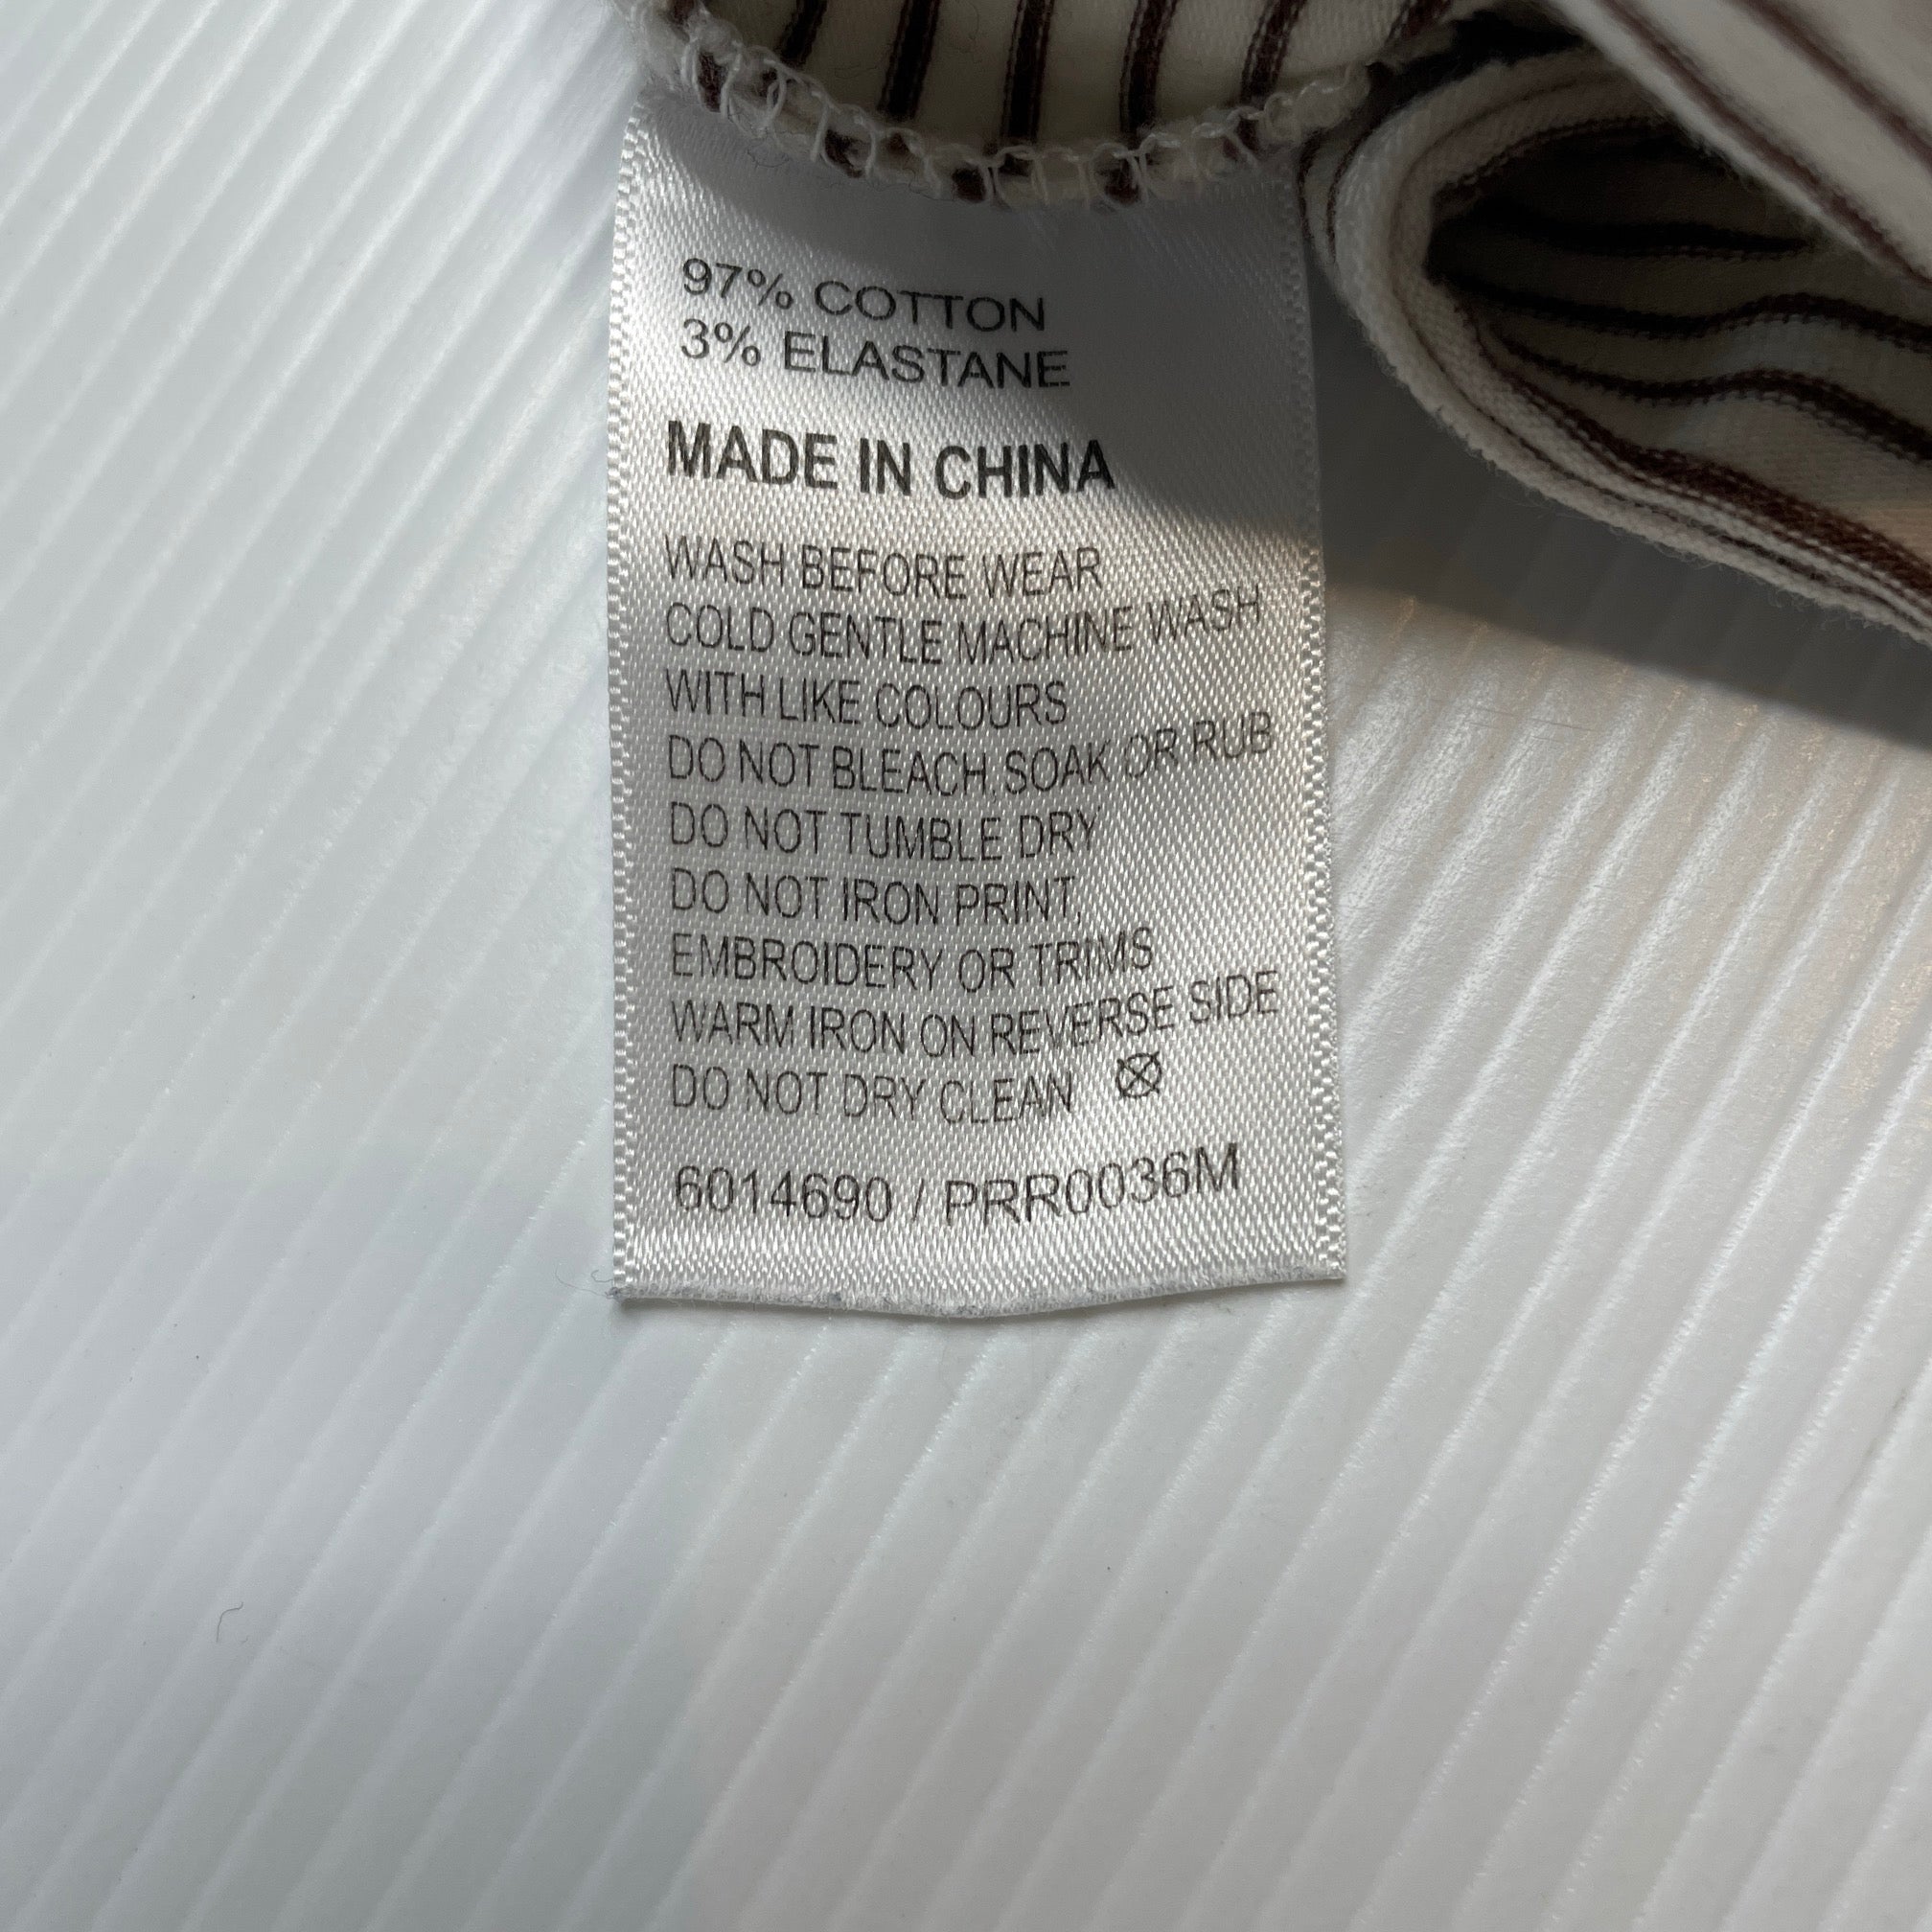 97% COTTON
3% ELASTANE
MADE IN CHINA
WASH BEFORE WEAR
COLD GENTLE MACHINE WASH
WITH LIKE COLOURS
DO NOT BLEACH, SOAK OR RUB
DO NOT TUMBLE DRY
DO NOT IRON PRINT,
EMBROIDERY OR TRIMS
WARM IRON ON REVERSE SIDE
DO NOT DRY CLEAN
6014690 / PRR0036M